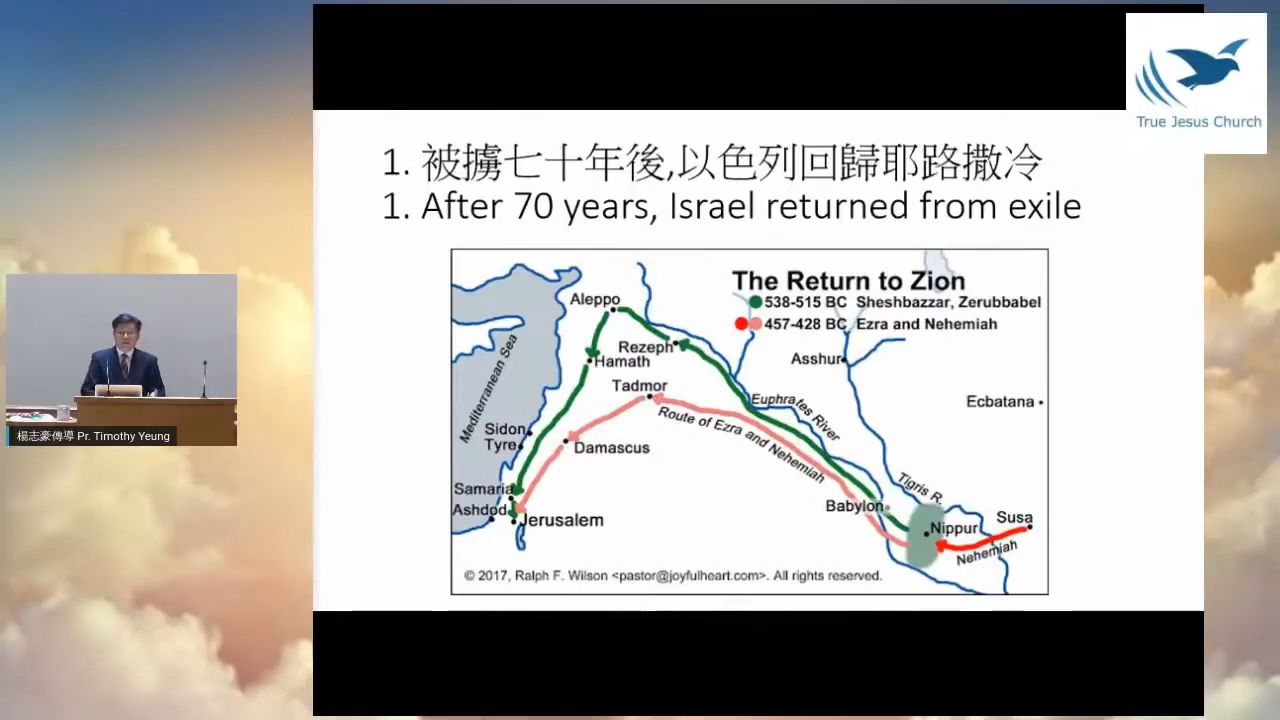 True Jesus Church
1. 被擄七十年後,以色列回歸耶路撒冷
1. After 70 years, Israel returned from exile
The Return to Zion
538-515 BC Sheshbazzar, Zerubbabel
457-428 BC Ezra and Nehemiah
Aleppo
Rezeph
Hamath
Asshur
Tadmor
Mediterranean Sea
Euphrates River
Ecbatana
Route of Ezra and Nehemiah
Sidon
Tyre
Damascus
Tigris R.
Samaria
Ashdod
Jerusalem
Babylon
Nippur
Susa
Nehemiah
© 2017, Ralph F. Wilson <pastor@joyfulheart.com>. All rights reserved.
楊志豪傳導 Pr. Timothy Yeung